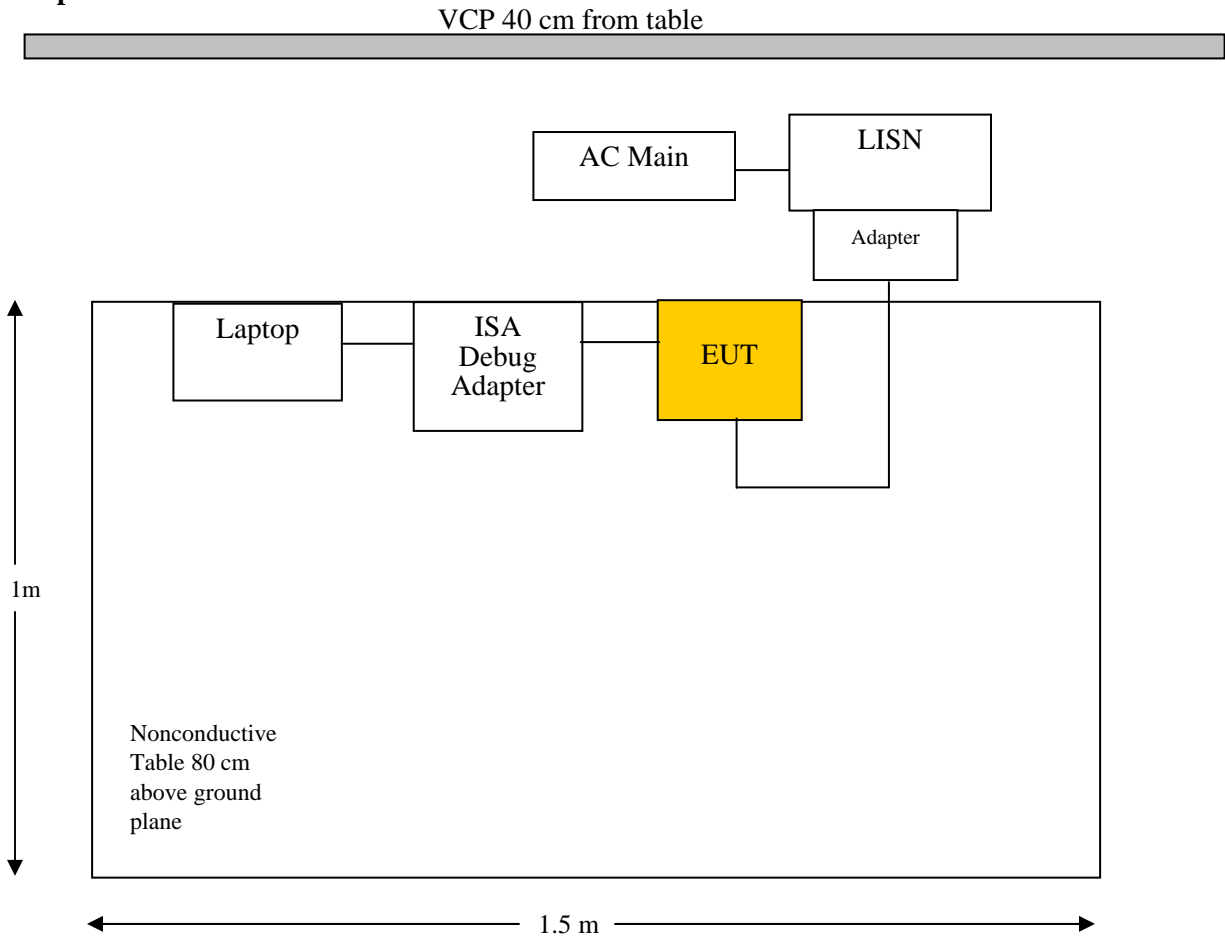 VCP 40 cm from table
LISN
AC Main
Adapter
Laptop
ISA
Debug
Adapter
EUT
1m
Nonconductive
Table 80 cm
above ground
plane
1.5 m